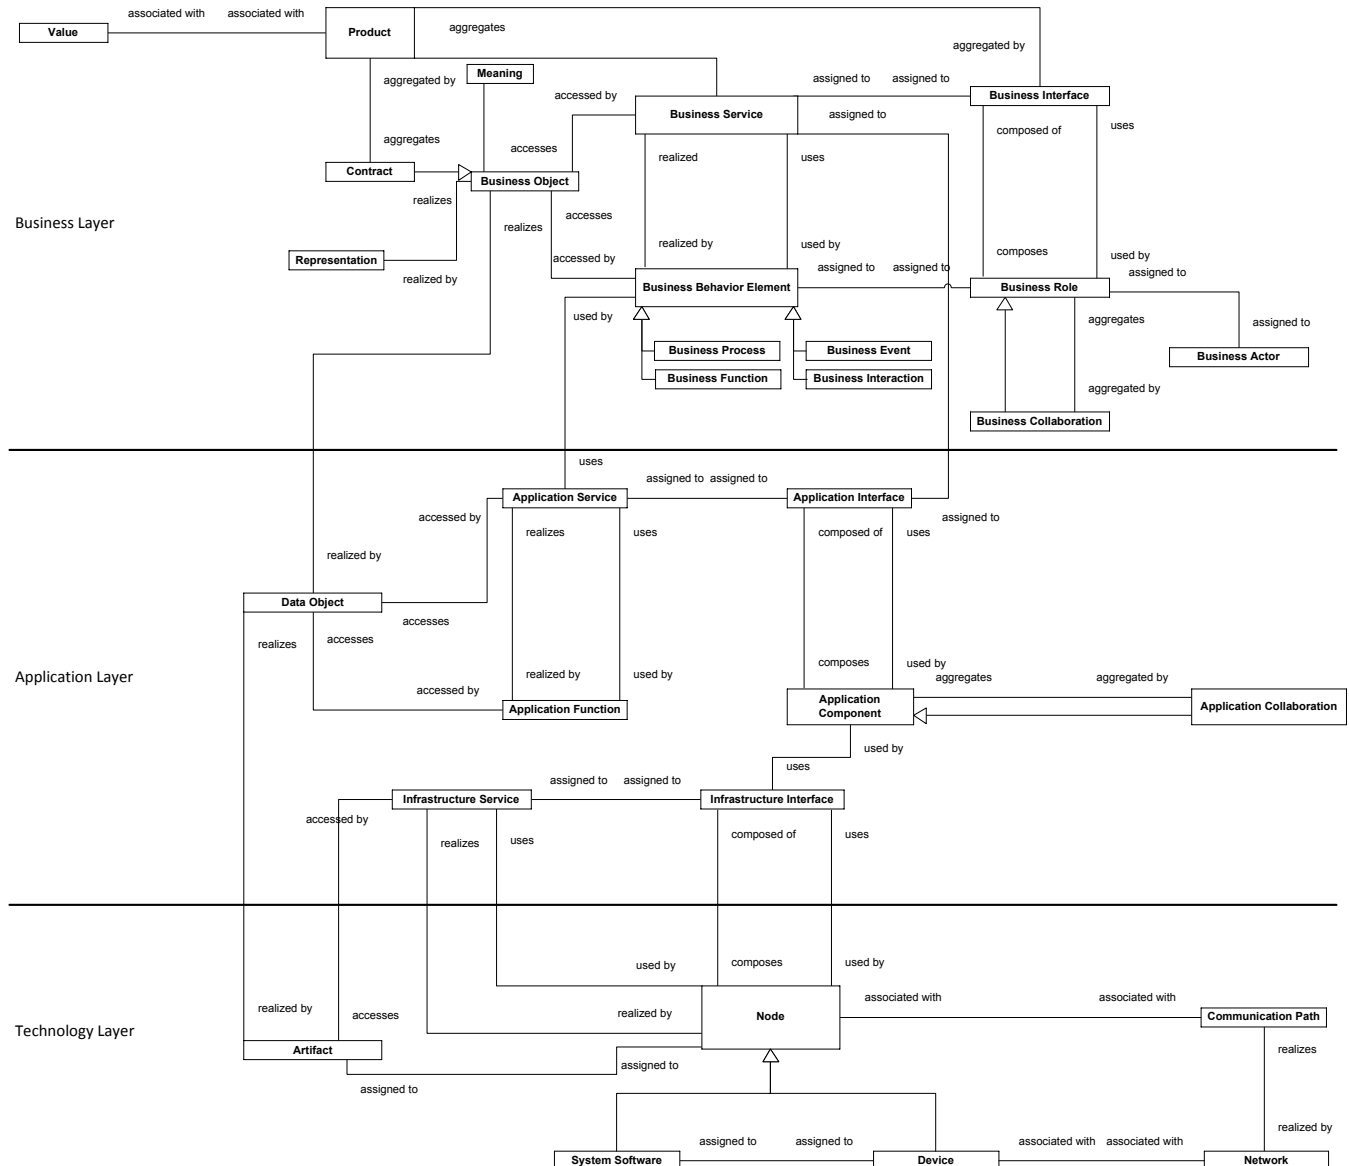 associated with
associated with
aggregates
Value
Product
aggregated by
Meaning
aggregated by
assigned to
assigned to
accessed by
Business Interface
Business Service
assigned to
composed of
uses
aggregates
accesses
realized
uses
Contract
Business Object
realizes
realizes
accesses
Business Layer
realized by
used by
composes
used by
Representation
accessed by
assigned to
assigned to
assigned to
realized by
Business Behavior Element
Business Role
used by
aggregates
assigned to
Business Process
Business Event
Business Actor
Business Function
Business Interaction
aggregated by
Business Collaboration
uses
assigned to
assigned to
Application Service
Application Interface
accessed by
assigned to
realizes
uses
composed of
uses
realized by
Data Object
accesses
realizes
accesses
composes
used by
realized by
used by
aggregates
aggregated by
Application Layer
accessed by
Application Function
Application
Component
Application Collaboration
used by
uses
assigned to
assigned to
Infrastructure Service
Infrastructure Interface
accessed by
realizes
uses
composed of
uses
used by
composes
used by
associated with
associated with
realized by
accesses
realized by
Node
Communication Path
Technology Layer
Artifact
realizes
assigned to
assigned to
realized by
assigned to
assigned to
associated with
associated with
System Software
Device
Network